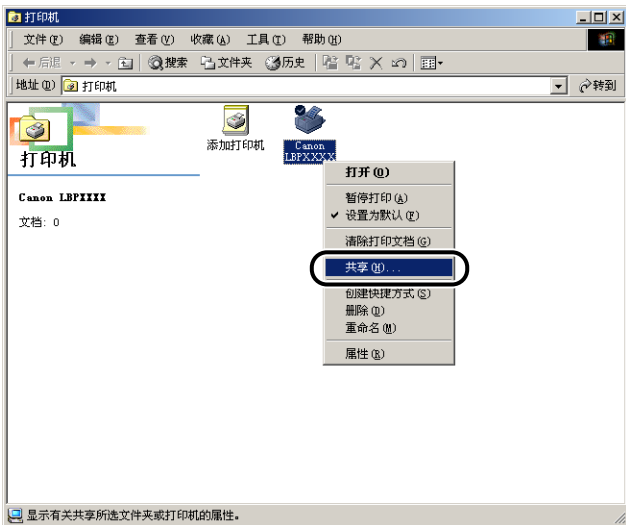 打印机
文件(F) 编辑(E) 查看(V) 收藏(A) 工具(T) 帮助(H)
后退 搜索 文件夹 历史
地址(D) 打印机 转到
添加打印机
Canon
LBPXXXX
打印机
Canon LBPXXXX
文档: 0
打开(O)
暂停打印(A)
设置为默认(F)
清除打印文档(G)
共享(H)...
创建快捷方式(S)
删除(D)
重命名(M)
属性(R)
显示有关共享所选文件夹或打印机的属性。